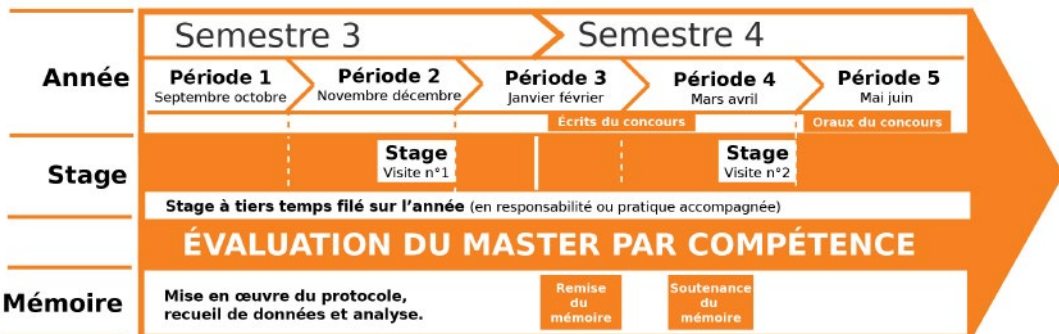 Semestre 3
Semestre 4
Année
Période 1
Septembre octobre
Période 2
Novembre décembre
Période 3
Janvier février
Période 4
Mars avril
Période 5
Mai juin
Écrits du concours
Oraux du concours
Stage
Stage
Visite n°1
Stage
Visite n°2
Stage à tiers temps filé sur l'année (en responsabilité ou pratique accompagnée)
ÉVALUATION DU MASTER PAR COMPÉTENCE
Mémoire
Mise en œuvre du protocole,
recueil de données et analyse.
Remise
du
mémoire
Soutenance
du
mémoire